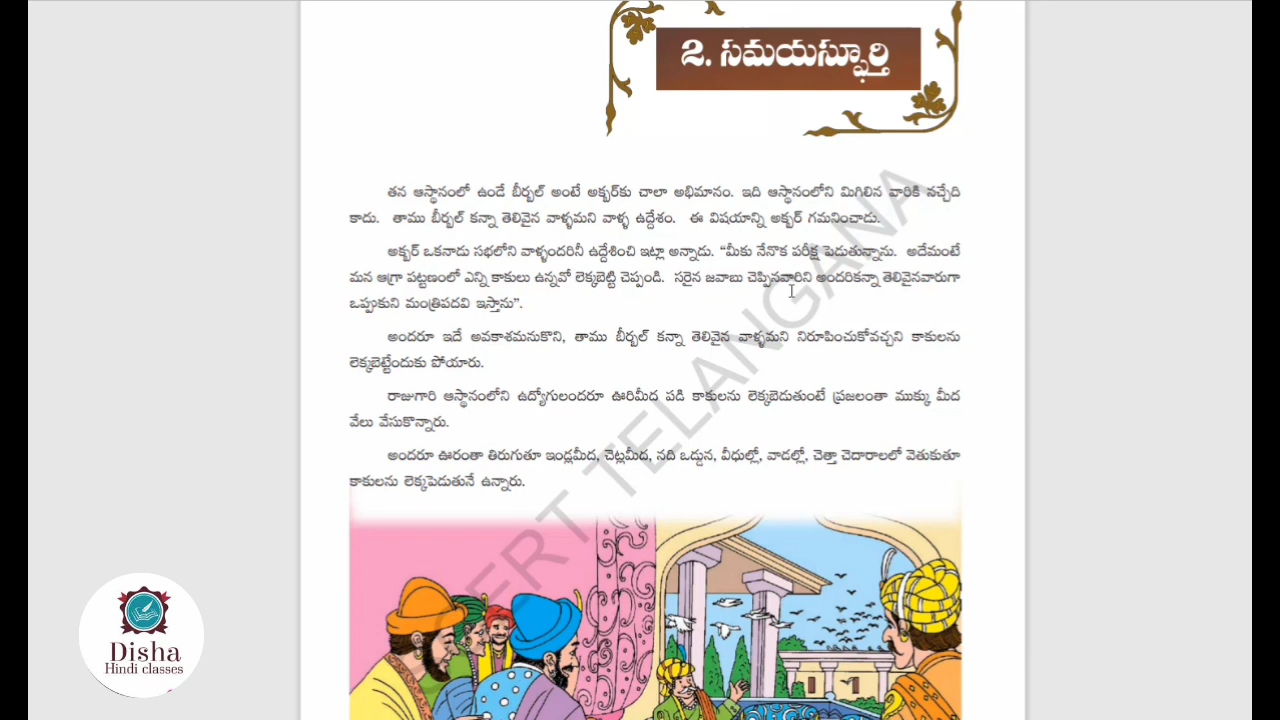 2. సమయస్ఫూర్తి
తన ఆస్థానంలో ఉండే బీర్బల్ అంటే అక్బర్‌కు చాలా అభిమానం. ఇది ఆస్థానంలోని మిగిలిన వారికి నచ్చేది
కాదు. తాము బీర్బల్ కన్నా తెలివైన వాళ్ళమని వాళ్ళ ఉద్దేశం. ఈ విషయాన్ని అక్బర్ గమనించాడు.
అక్బర్ ఒకనాడు సభలోని వాళ్ళందరినీ ఉద్దేశించి ఇట్లా అన్నాడు. “మీకు నేనొక పరీక్ష పెడుతున్నాను. అదేమంటే
మన ఆగ్రా పట్టణంలో ఎన్ని కాకులు ఉన్నవో లెక్కబెట్టి చెప్పండి. సరైన జవాబు చెప్పినవారిని అందరికన్నా తెలివైనవారుగా
ఒప్పుకుని మంత్రిపదవి ఇస్తాను”.
అందరూ ఇదే అవకాశమనుకొని, తాము బీర్బల్ కన్నా తెలివైన వాళ్ళమని నిరూపించుకోవచ్చని కాకులను
లెక్కబెట్టేందుకు పోయారు.
రాజుగారి ఆస్థానంలోని ఉద్యోగులందరూ ఊరిమీద పడి కాకులను లెక్కబెడుతుంటే ప్రజలంతా ముక్కు మీద
వేలు వేసుకొన్నారు.
అందరూ ఊరంతా తిరుగుతూ ఇండ్లమీద, చెట్లమీద, నది ఒడ్డున, వీధుల్లో, వాడల్లో, చెత్తా చెదారాలలో వెతుకుతూ
కాకులను లెక్కపెడుతునే ఉన్నారు.
ERT TELANGANA
Disha
Hindi classes